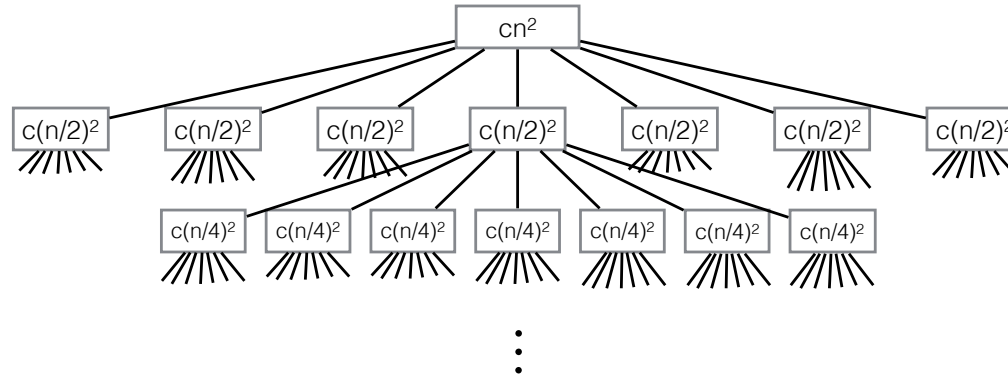 cn²
c(n/2)² c(n/2)² c(n/2)² c(n/2)² c(n/2)² c(n/2)² c(n/2)²
c(n/4)² c(n/4)² c(n/4)² c(n/4)² c(n/4)² c(n/4)² c(n/4)²